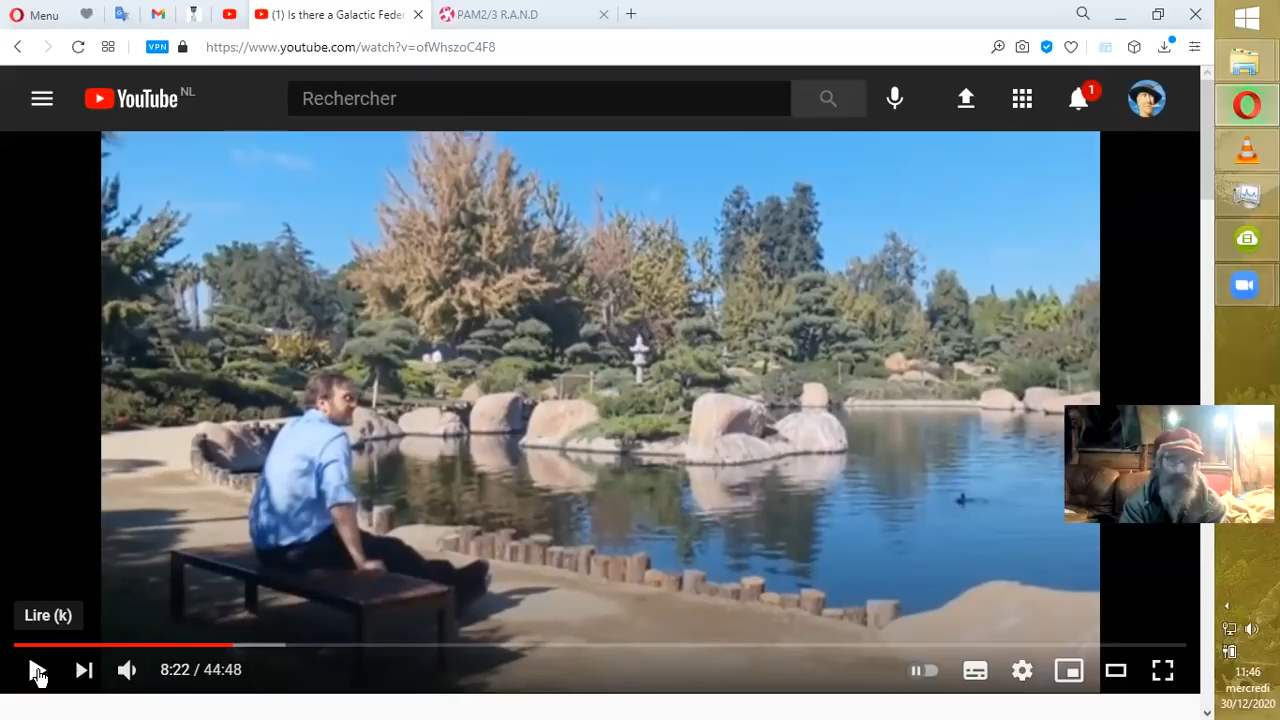 Menu
(1) Is there a Galactic Feder
PAM2/3 R.A.N.D
VPN
https://www.youtube.com/watch?v=ofWhszoC4F8
YouTube NL
Rechercher
1
Lire (k)
8:22 / 44:48
11:46
mercredi
30/12/2020